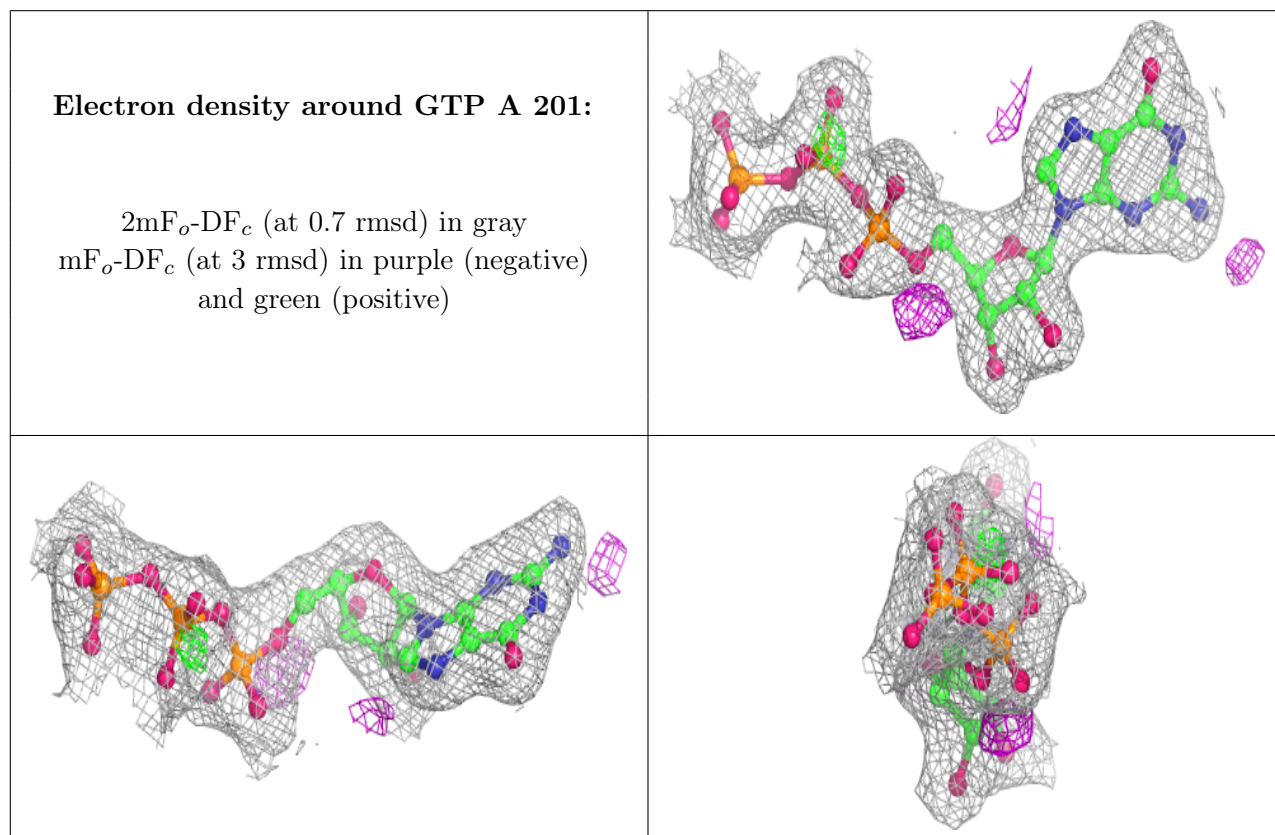 Electron density around GTP A 201:
2mFo-DFc (at 0.7 rmsd) in gray
mFo-DFc (at 3 rmsd) in purple (negative)
and green (positive)